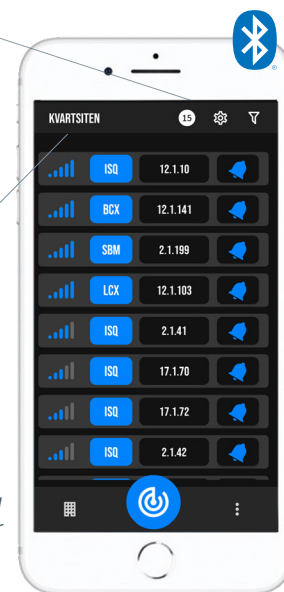 KVARTSITEN 15
ISQ 12.1.10
BCX 12.1.141
SBM 2.1.199
LCX 12.1.103
ISQ 2.1.41
ISQ 17.1.70
ISQ 17.1.72
ISQ 2.1.42